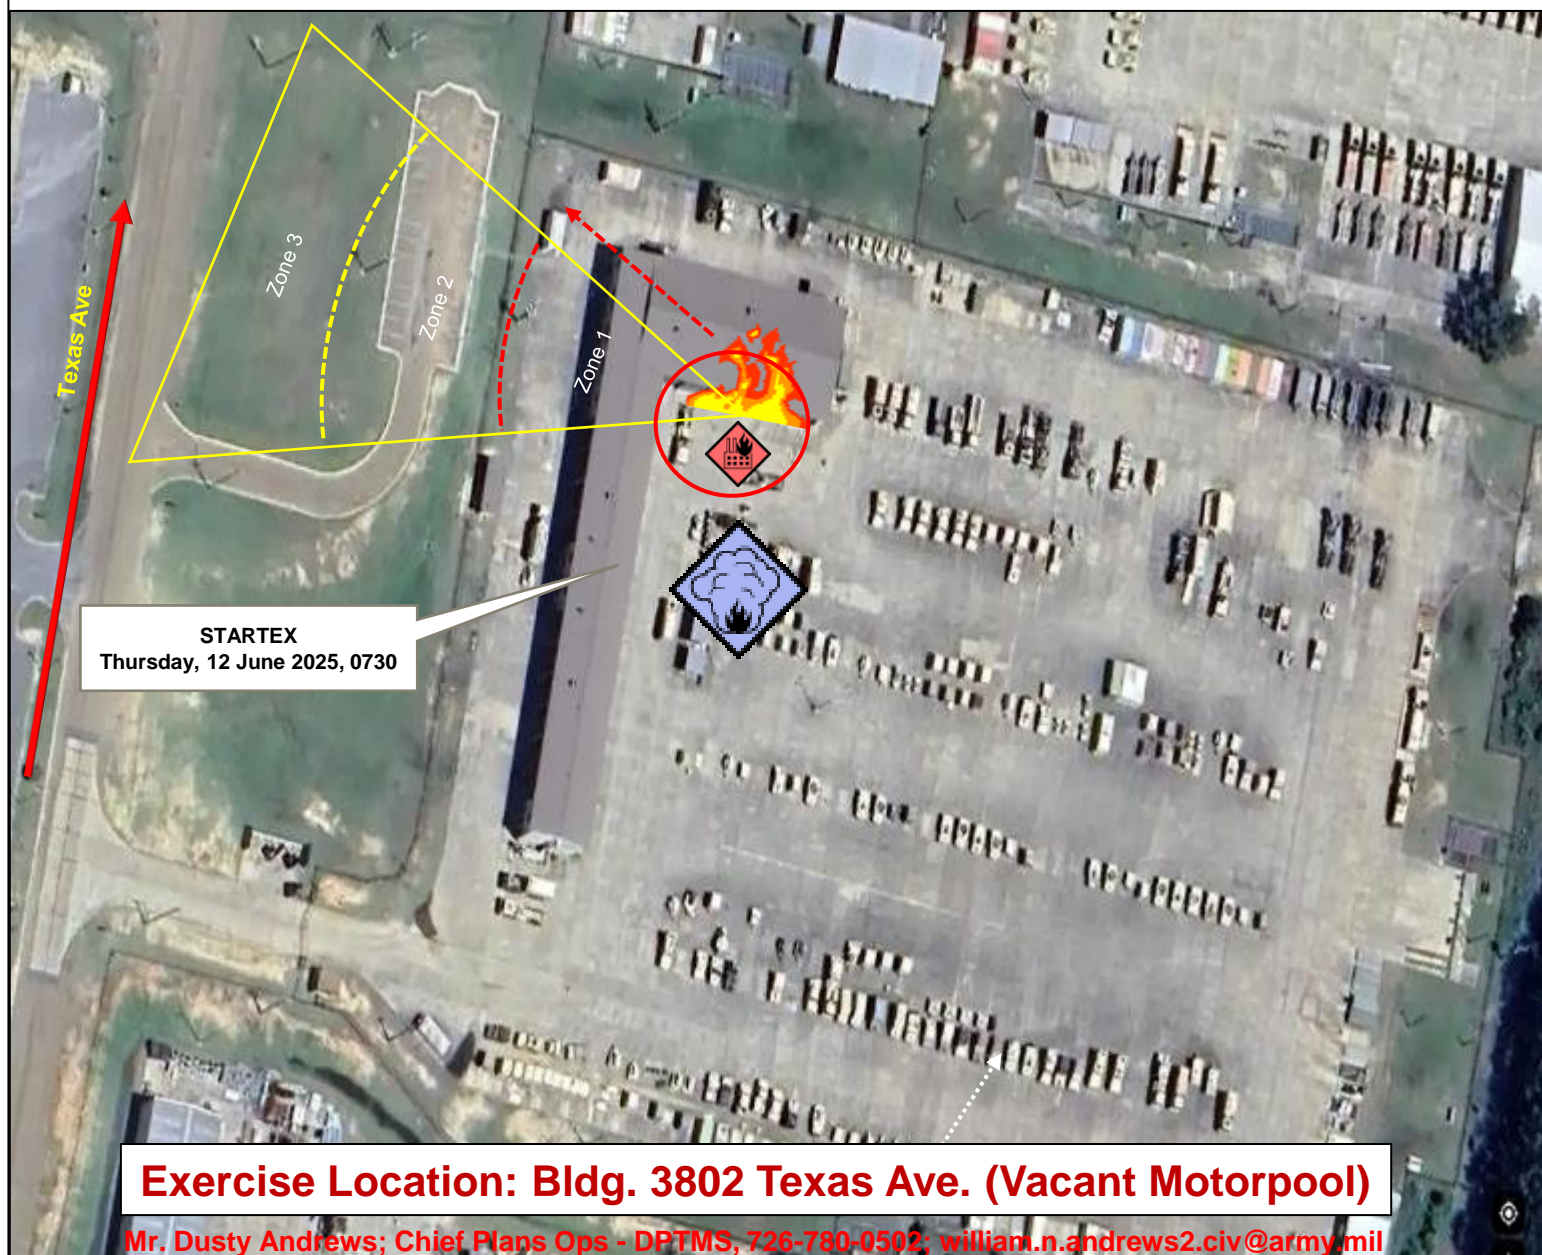 Texas Ave
Zone 3
Zone 2
Zone 1
STARTEX
Thursday, 12 June 2025, 0730
Exercise Location: Bldg. 3802 Texas Ave. (Vacant Motorpool)
Mr. Dusty Andrews; Chief Plans Ops - DPTMS, 726-780-0502; william.n.andrews2.civ@army.mil